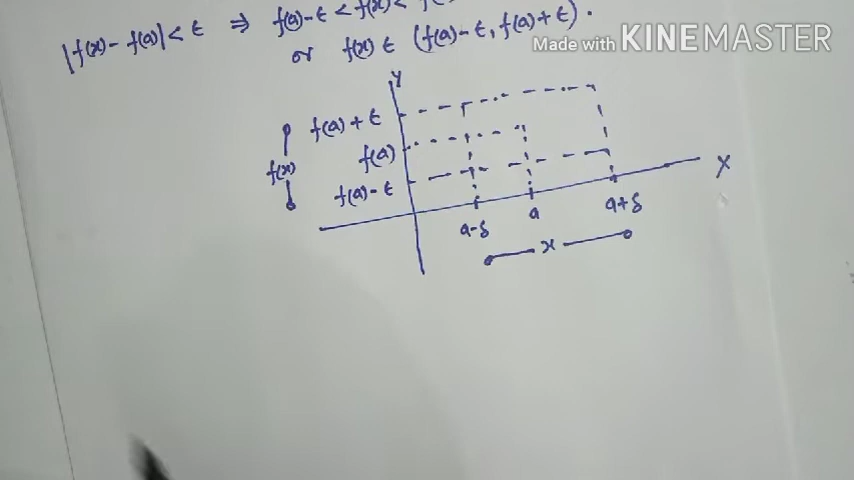 |f(x) - f(a)| < ε ⇒ f(a) - ε < f(x) <
or f(x) ∈ (f(a) - ε, f(a) + ε).
Made with KINEMASTER
Y
f(a) + ε
f(a)
f(x)
f(a) - ε
X
a-δ
a
a+δ
x